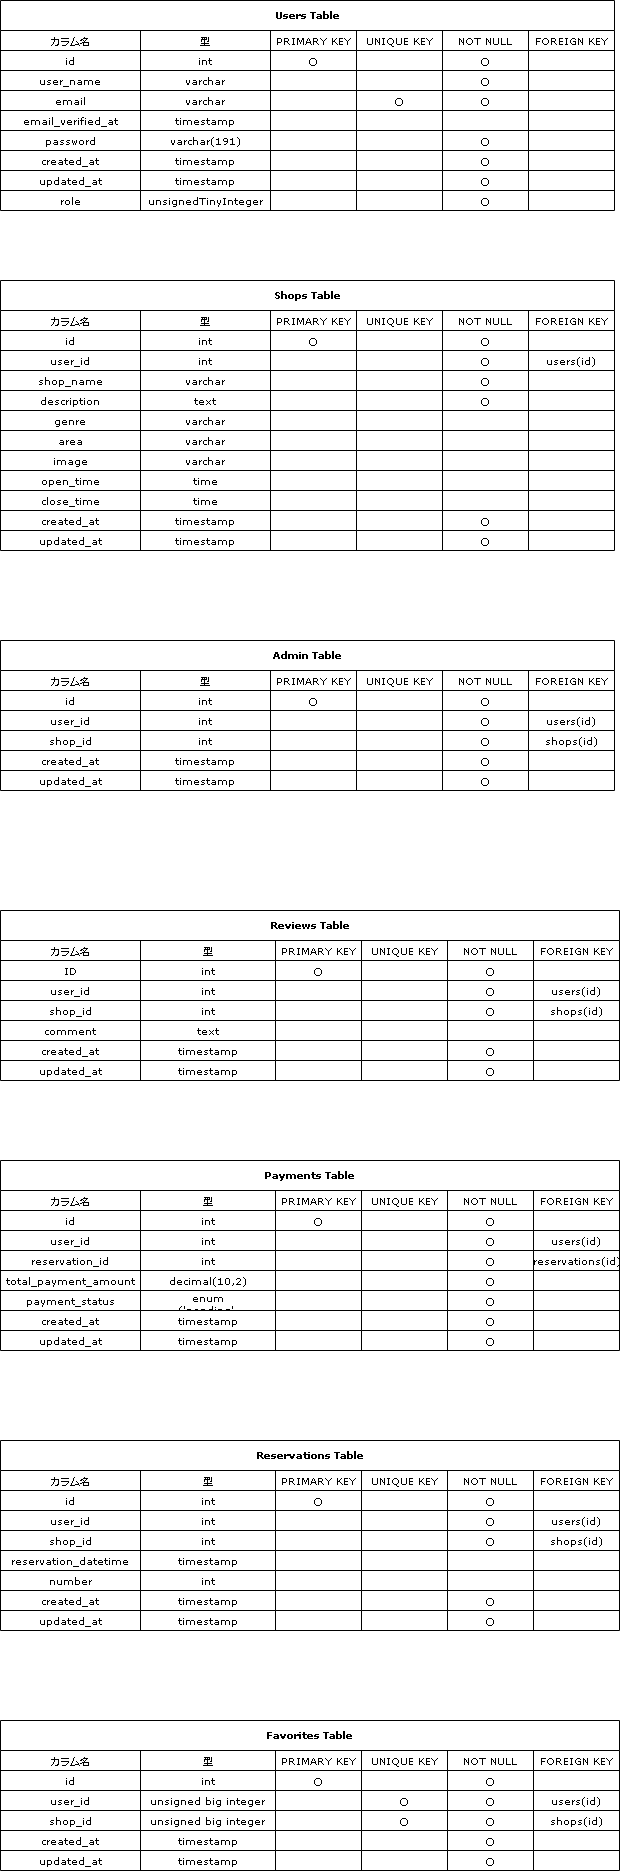 Users Table
カラム名 型 PRIMARY KEY UNIQUE KEY NOT NULL FOREIGN KEY
id int ○ ○
user_name varchar ○
email varchar ○ ○
email_verified_at timestamp
password varchar(191) ○
created_at timestamp ○
updated_at timestamp ○
role unsignedTinyInteger ○
Shops Table
カラム名 型 PRIMARY KEY UNIQUE KEY NOT NULL FOREIGN KEY
id int ○ ○
user_id int ○ users(id)
shop_name varchar ○
description text ○
genre varchar
area varchar
image varchar
open_time time
close_time time
created_at timestamp ○
updated_at timestamp ○
Admin Table
カラム名 型 PRIMARY KEY UNIQUE KEY NOT NULL FOREIGN KEY
id int ○ ○
user_id int ○ users(id)
shop_id int ○ shops(id)
created_at timestamp ○
updated_at timestamp ○
Reviews Table
カラム名 型 PRIMARY KEY UNIQUE KEY NOT NULL FOREIGN KEY
ID int ○ ○
user_id int ○ users(id)
shop_id int ○ shops(id)
comment text
created_at timestamp ○
updated_at timestamp ○
Payments Table
カラム名 型 PRIMARY KEY UNIQUE KEY NOT NULL FOREIGN KEY
id int ○ ○
user_id int ○ users(id)
reservation_id int ○ reservations(id)
total_payment_amount decimal(10,2) ○
payment_status enum ○
created_at timestamp ○
updated_at timestamp ○
Reservations Table
カラム名 型 PRIMARY KEY UNIQUE KEY NOT NULL FOREIGN KEY
id int ○ ○
user_id int ○ users(id)
shop_id int ○ shops(id)
reservation_datetime timestamp
number int
created_at timestamp ○
updated_at timestamp ○
Favorites Table
カラム名 型 PRIMARY KEY UNIQUE KEY NOT NULL FOREIGN KEY
id int ○ ○
user_id unsigned big integer ○ ○ users(id)
shop_id unsigned big integer ○ ○ shops(id)
created_at timestamp ○
updated_at timestamp ○